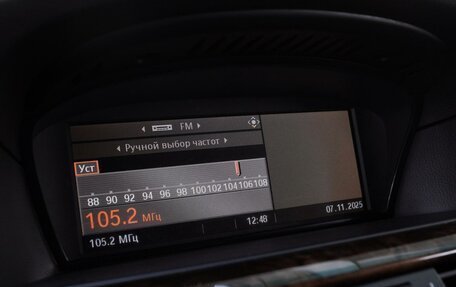 FM
Ручной выбор частот
Уст
88 90 92 94 96 98 100 102 104 106 108
105.2 МГц
12:48
07.11.2025
105.2 МГц